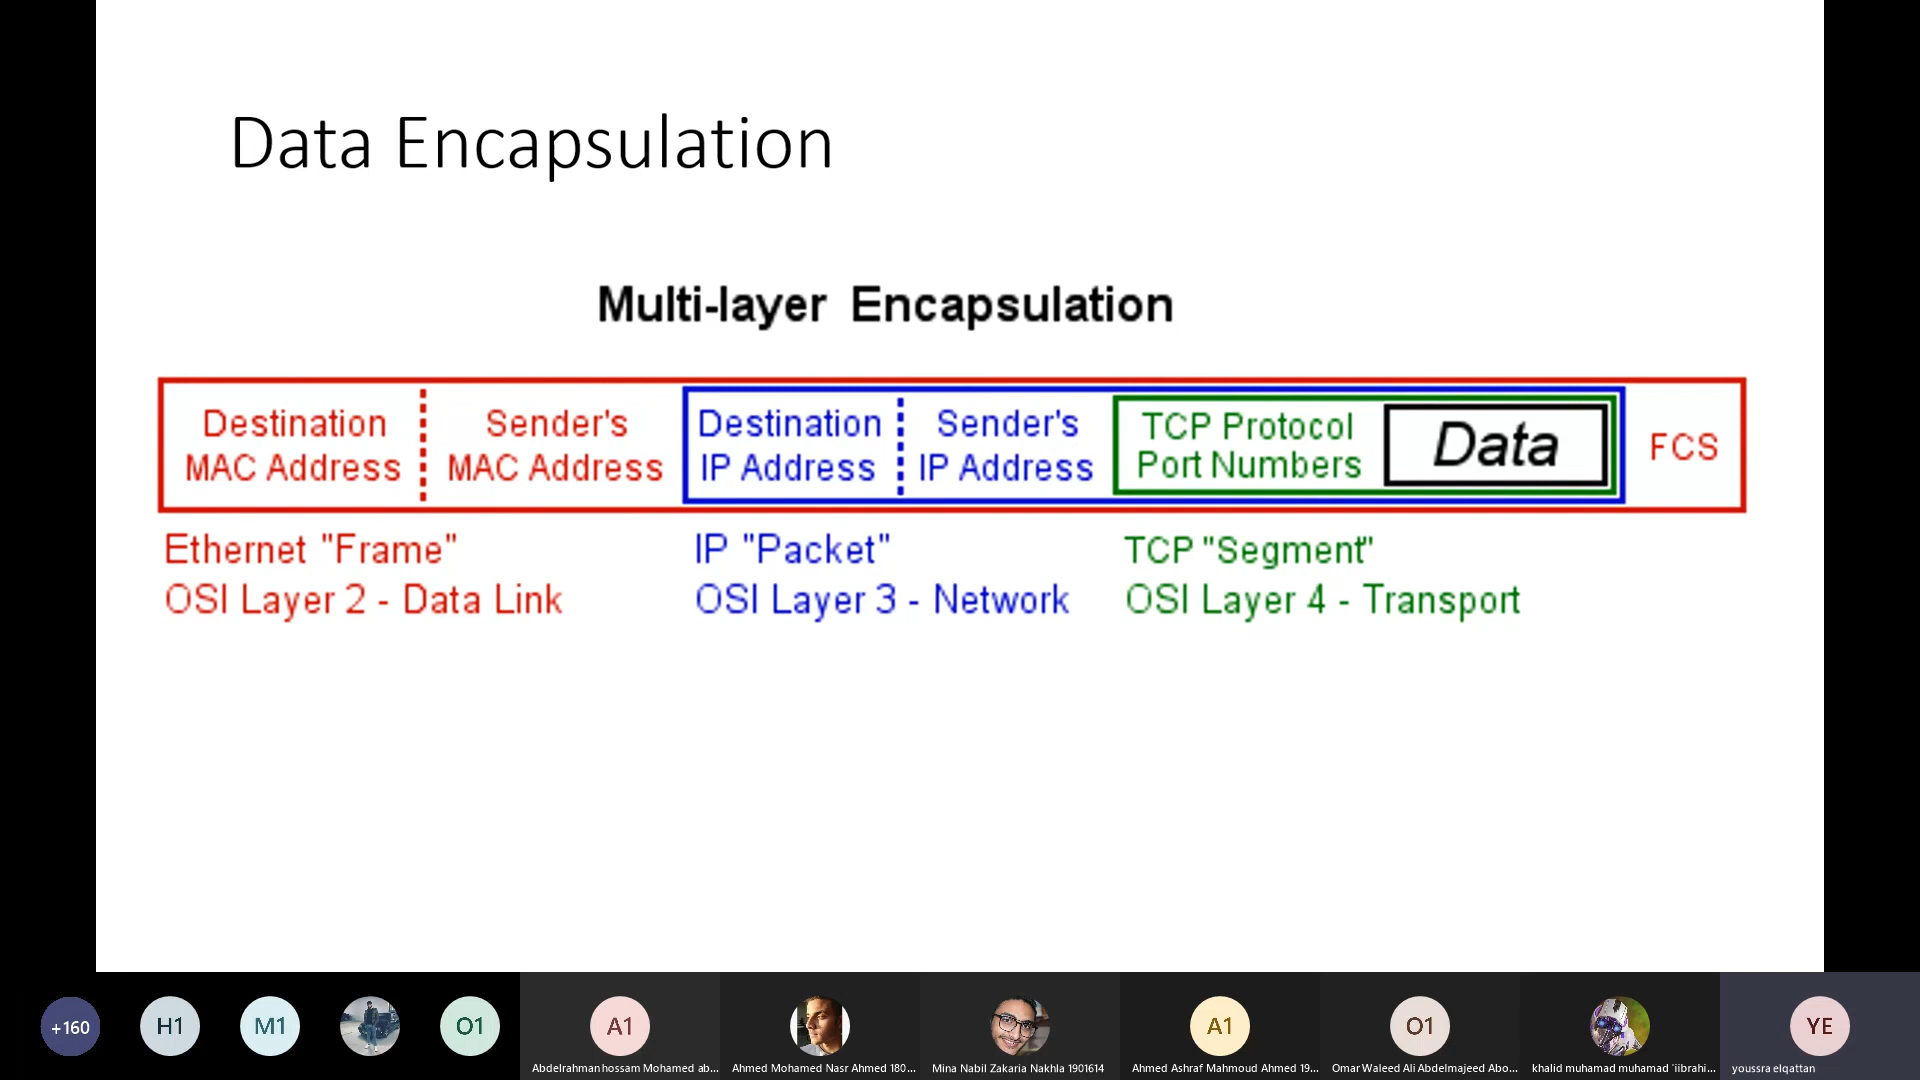 Data Encapsulation
Multi-layer Encapsulation
Destination
MAC Address
Sender's
MAC Address
Destination
IP Address
Sender's
IP Address
TCP Protocol
Port Numbers
Data
FCS
Ethernet "Frame"
OSI Layer 2 - Data Link
IP "Packet"
OSI Layer 3 - Network
TCP "Segment"
OSI Layer 4 - Transport
+160
H1
M1
O1
A1
A1
O1
YE
Abdelrahman hossam Mohamed ab...
Ahmed Mohamed Nasr Ahmed 180...
Mina Nabil Zakaria Nakhla 1901614
Ahmed Ashraf Mahmoud Ahmed 19...
Omar Waleed Ali Abdelmajeed Abo...
khalid muhamad muhamad `iibrahi...
youssra elqattan